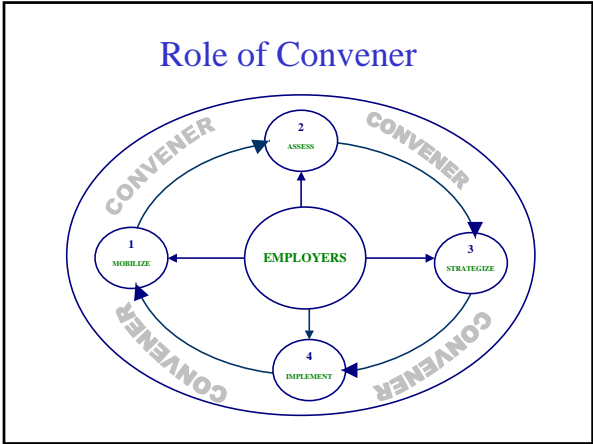 Role of Convener
CONVENER
CONVENER
2
ASSESS
1
MOBILIZE
EMPLOYERS
3
STRATEGIZE
4
IMPLEMENT
CONVENER
CONVENER